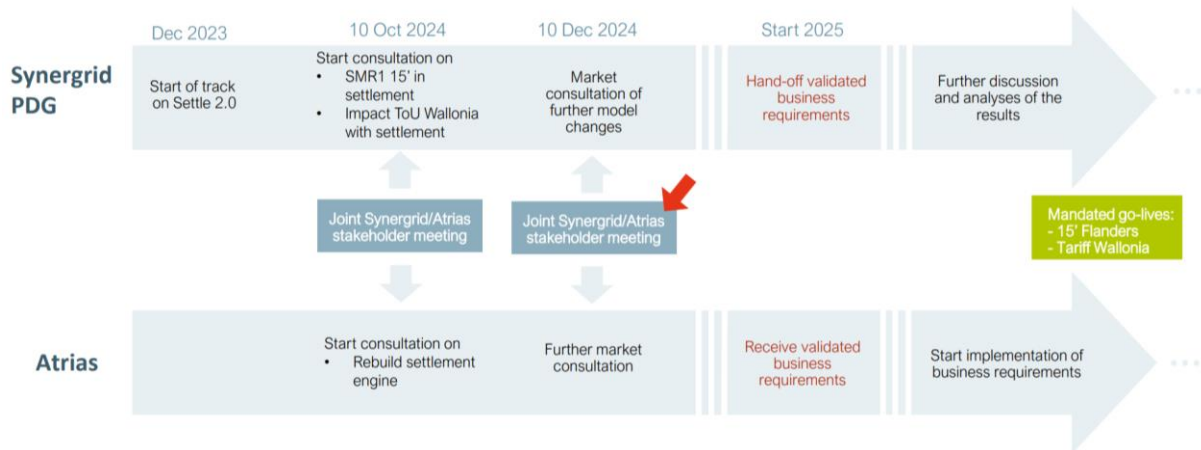 Dec 2023
10 Oct 2024
10 Dec 2024
Start 2025
Synergrid
PDG
Start of track
on Settle 2.0
Start consultation on
• SMR1 15' in
settlement
• Impact ToU Wallonia
with settlement
Market
consultation of
further model
changes
Hand-off validated
business
requirements
Further discussion
and analyses of the
results
Joint Synergrid/Atrias
stakeholder meeting
Joint Synergrid/Atrias
stakeholder meeting
Mandated go-lives:
- 15' Flanders
- Tariff Wallonia
Atrias
Start consultation on
• Rebuild settlement
engine
Further market
consultation
Receive validated
business
requirements
Start implementation of
business requirements